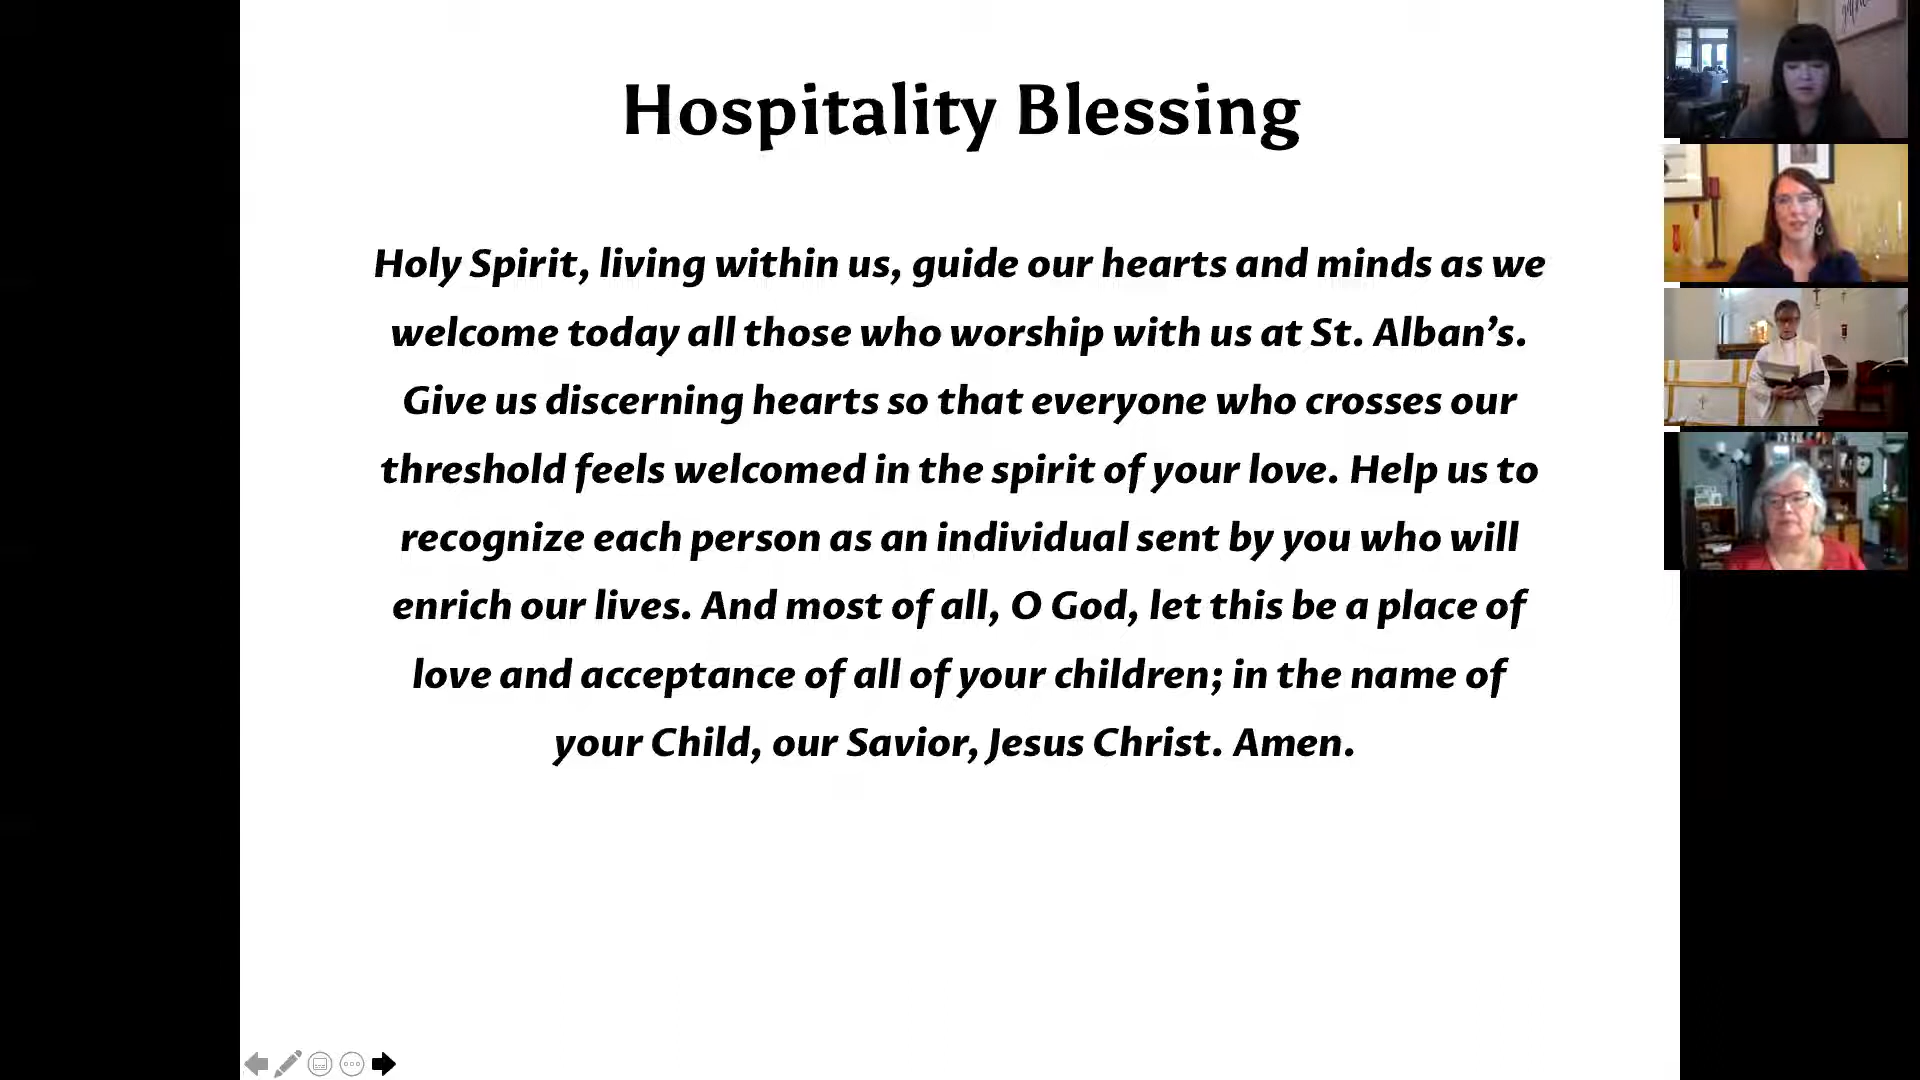 Hospitality Blessing
Holy Spirit, living within us, guide our hearts and minds as we
welcome today all those who worship with us at St. Alban’s.
Give us discerning hearts so that everyone who crosses our
threshold feels welcomed in the spirit of your love. Help us to
recognize each person as an individual sent by you who will
enrich our lives. And most of all, O God, let this be a place of
love and acceptance of all of your children; in the name of
your Child, our Savior, Jesus Christ. Amen.